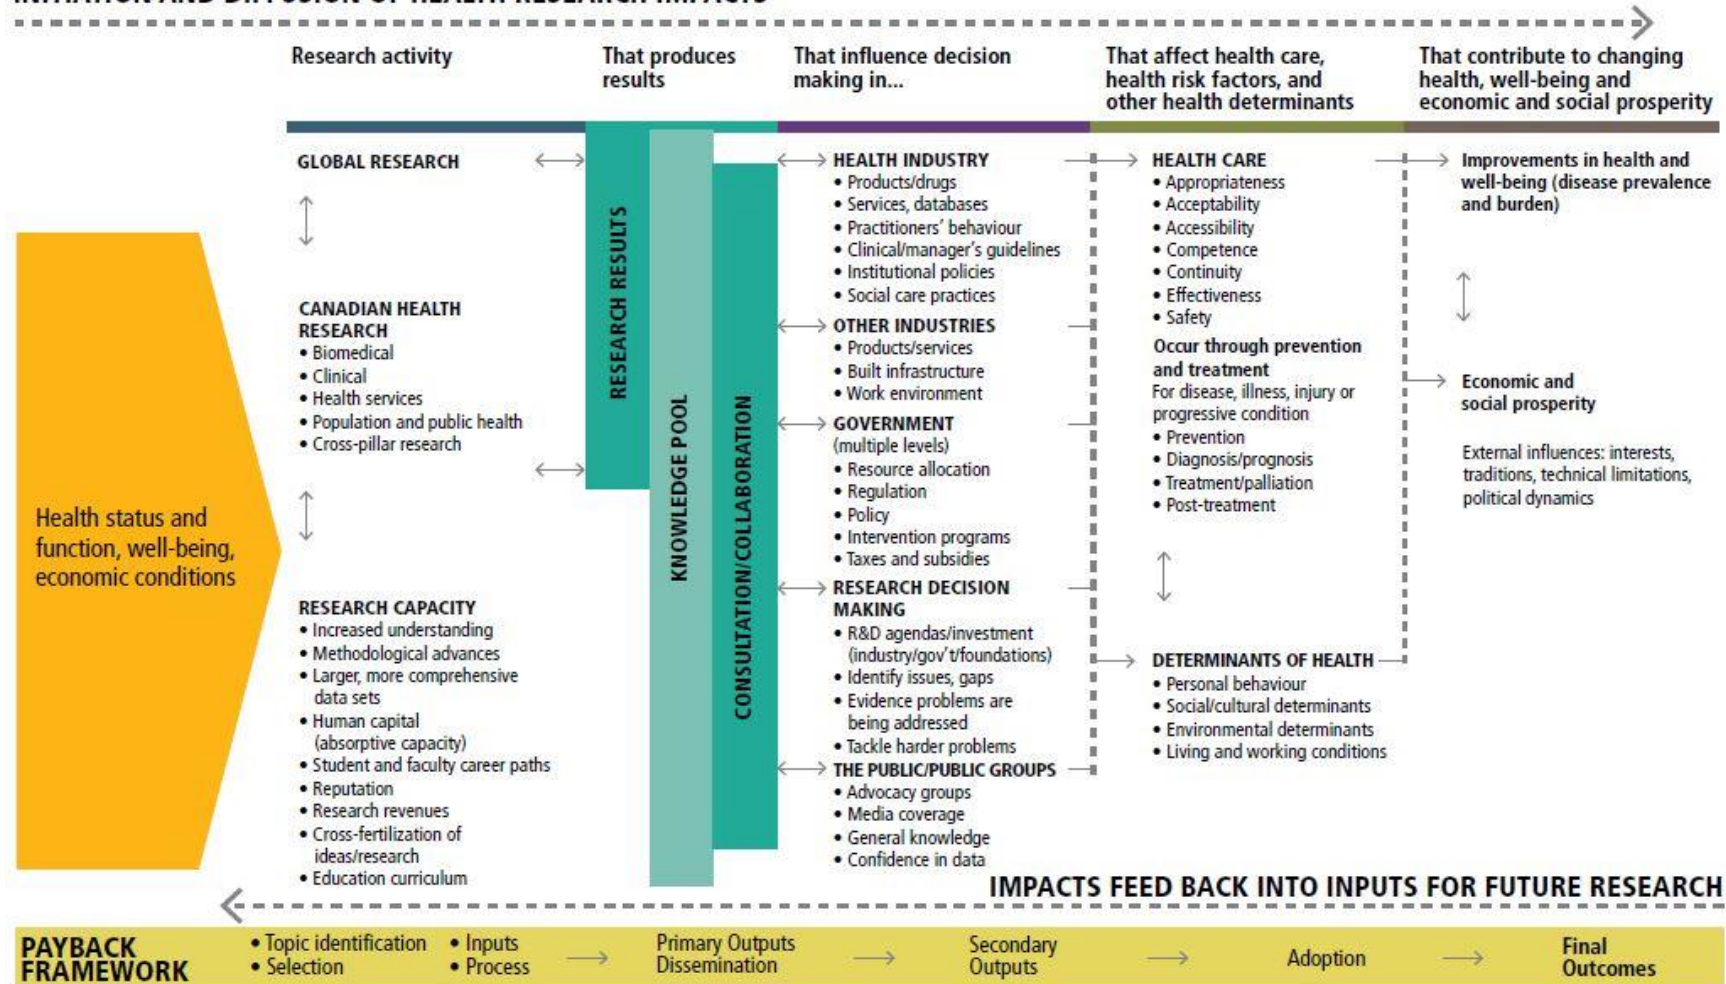 Research activity
That produces
results
That influence decision
making in...
That affect health care,
health risk factors, and
other health determinants
That contribute to changing
health, well-being and
economic and social prosperity
Health status and
function, well-being,
economic conditions
GLOBAL RESEARCH
CANADIAN HEALTH
RESEARCH
• Biomedical
• Clinical
• Health services
• Population and public health
• Cross-pillar research
RESEARCH CAPACITY
• Increased understanding
• Methodological advances
• Larger, more comprehensive
data sets
• Human capital
(absorptive capacity)
• Student and faculty career paths
• Reputation
• Research revenues
• Cross-fertilization of
ideas/research
• Education curriculum
RESEARCH RESULTS
KNOWLEDGE POOL
CONSULTATION/COLLABORATION
HEALTH INDUSTRY
• Products/drugs
• Services, databases
• Practitioners' behaviour
• Clinical/manager's guidelines
• Institutional policies
• Social care practices
OTHER INDUSTRIES
• Products/services
• Built infrastructure
• Work environment
GOVERNMENT
(multiple levels)
• Resource allocation
• Regulation
• Policy
• Intervention programs
• Taxes and subsidies
RESEARCH DECISION
MAKING
• R&D agendas/investment
(industry/gov't/foundations)
• Identify issues, gaps
• Evidence problems are
being addressed
• Tackle harder problems
THE PUBLIC/PUBLIC GROUPS
• Advocacy groups
• Media coverage
• General knowledge
• Confidence in data
HEALTH CARE
• Appropriateness
• Acceptability
• Accessibility
• Competence
• Continuity
• Effectiveness
• Safety
Occur through prevention
and treatment
For disease, illness, injury or
progressive condition
• Prevention
• Diagnosis/prognosis
• Treatment/palliation
• Post-treatment
DETERMINANTS OF HEALTH
• Personal behaviour
• Social/cultural determinants
• Environmental determinants
• Living and working conditions
Improvements in health and
well-being (disease prevalence
and burden)
Economic and
social prosperity
External influences: interests,
traditions, technical limitations,
political dynamics
IMPACTS FEED BACK INTO INPUTS FOR FUTURE RESEARCH
PAYBACK
FRAMEWORK
• Topic identification
• Selection
• Inputs
• Process
Primary Outputs
Dissemination
Secondary
Outputs
Adoption
Final
Outcomes